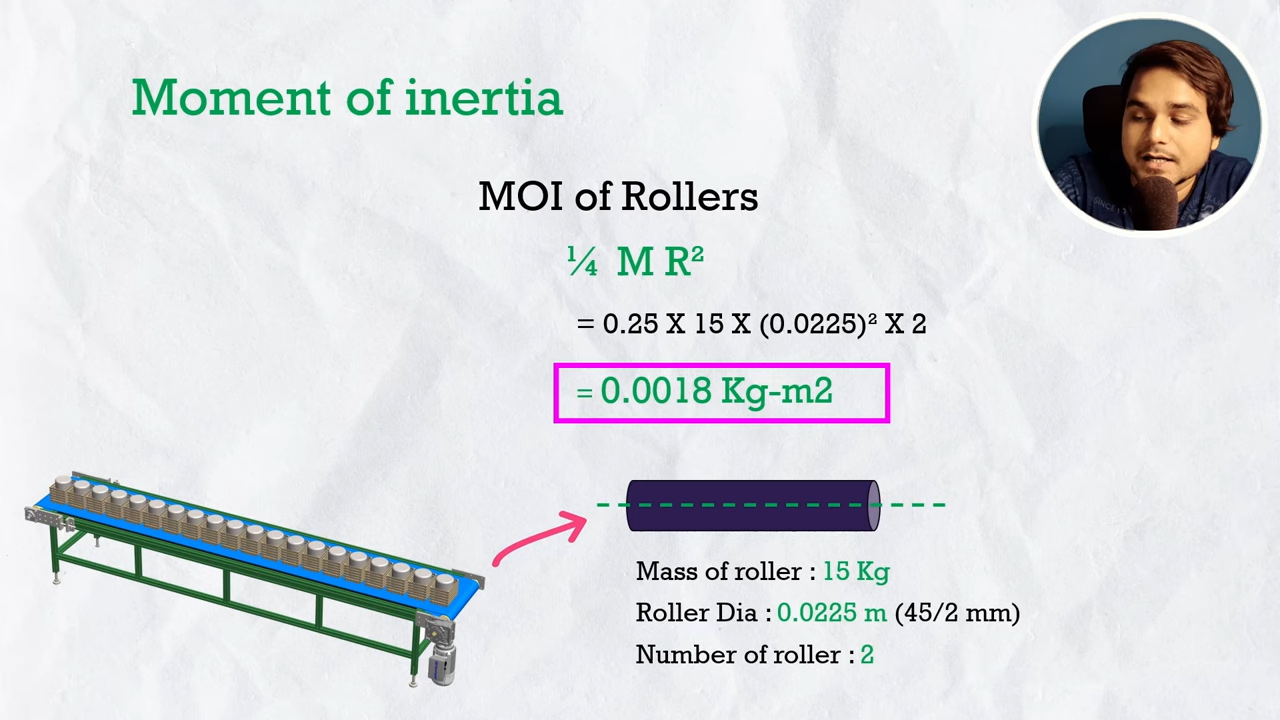 Moment of inertia
MOI of Rollers
¼ M R²
= 0.25 X 15 X (0.0225)² X 2
= 0.0018 Kg-m2
Mass of roller : 15 Kg
Roller Dia : 0.0225 m (45/2 mm)
Number of roller : 2
SINCE